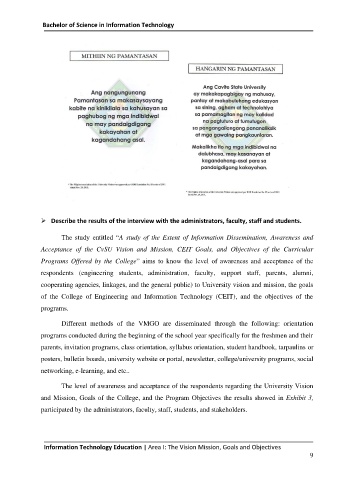 Bachelor of Science in Information Technology
MITHIIN NG PAMANTASAN
Ang nangungunang
Pamantasan sa makasaysayang
kabite na kinikilala sa kahusayan sa
paghubog ng mga indibidwal
na may pandaigdigang
kakayahan at
kagandahang asal.
HANGARIN NG PAMANTASAN
Ang Cavite State University
ay makakapagbigay ng mahusay,
pantay at makabuluhang edukasyon
sa sining, agham at teknolohiya
sa pamamagitan ng may kalidad
na pagtuturo at tumutugon
sa pangangailangang pananaliksik
at mga gawaing pangkaunlaran.
Makalikha ito ng mga indibidwal na
dalubhasa, may kasanayan at
kagandahang-asal para sa
pandaigdigang kakayahan.
➢ Describe the results of the interview with the administrators, faculty, staff and students.
The study entitled "A study of the Extent of Information Dissemination, Awareness and
Acceptance of the CvSU Vision and Mission, CEIT Goals, and Objectives of the Curricular
Programs Offered by the College" aims to know the level of awareness and acceptance of the
respondents (engineering students, administration, faculty, support staff, parents, alumni,
cooperating agencies, linkages, and the general public) to University vision and mission, the goals
of the College of Engineering and Information Technology (CEIT), and the objectives of the
programs.
Different methods of the VMGO are disseminated through the following: orientation
programs conducted during the beginning of the school year specifically for the freshmen and their
parents, invitation programs, class orientation, syllabus orientation, student handbook, tarpaulins or
posters, bulletin boards, university website or portal, newsletter, college/university programs, social
networking, e-learning, and etc..
The level of awareness and acceptance of the respondents regarding the University Vision
and Mission, Goals of the College, and the Program Objectives the results showed in Exhibit 3,
participated by the administrators, faculty, staff, students, and stakeholders.
Information Technology Education | Area I: The Vision Mission, Goals and Objectives
9